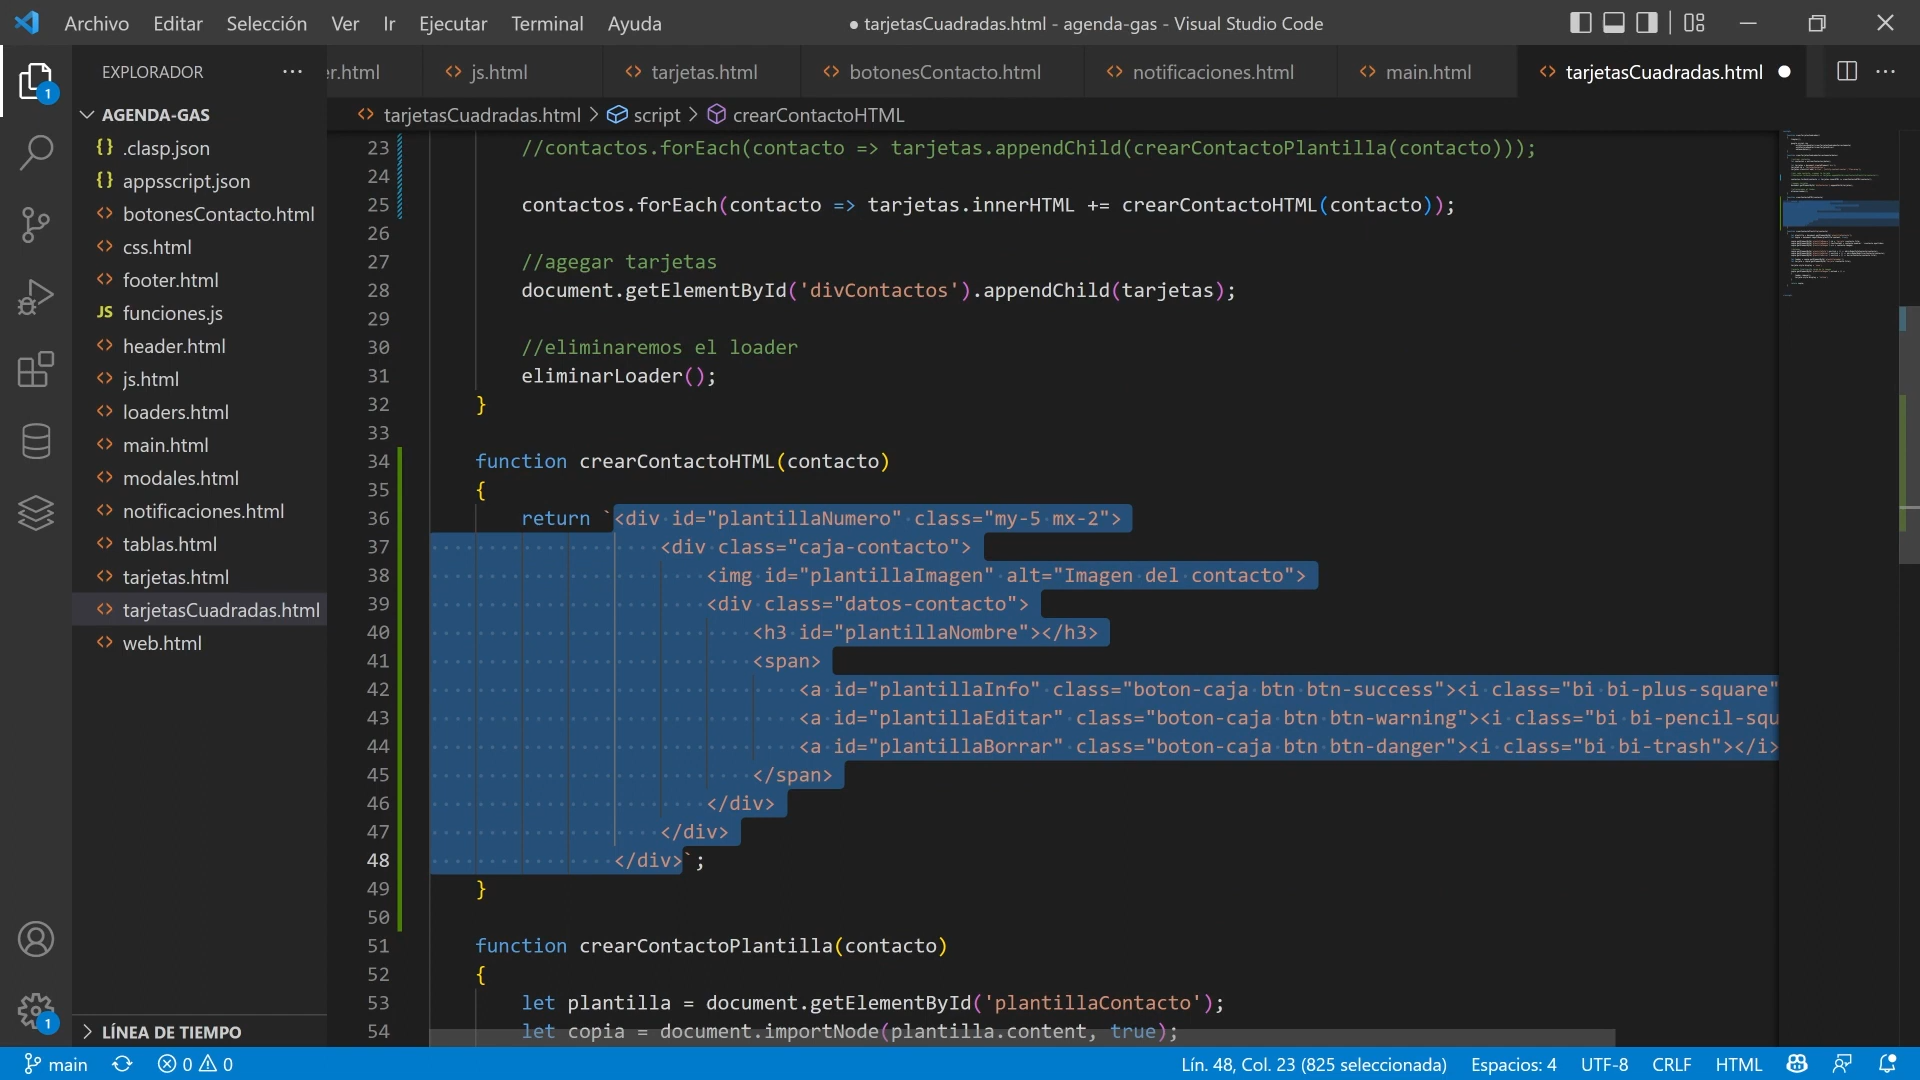 Archivo Editar Selección Ver Ir Ejecutar Terminal Ayuda
● tarjetasCuadradas.html - agenda-gas - Visual Studio Code
EXPLORADOR
er.html js.html tarjetas.html botonesContacto.html notificaciones.html main.html tarjetasCuadradas.html
AGENDA-GAS
.clasp.json
appsscript.json
botonesContacto.html
css.html
footer.html
funciones.js
header.html
js.html
loaders.html
main.html
modales.html
notificaciones.html
tablas.html
tarjetas.html
tarjetasCuadradas.html
web.html
LÍNEA DE TIEMPO
tarjetasCuadradas.html > script > crearContactoHTML
23 //contactos.forEach(contacto => tarjetas.appendChild(crearContactoPlantilla(contacto)));
24
25 contactos.forEach(contacto => tarjetas.innerHTML += crearContactoHTML(contacto));
26
27 //agegar tarjetas
28 document.getElementById('divContactos').appendChild(tarjetas);
29
30 //eliminaremos el loader
31 eliminarLoader();
32 }
33
34 function crearContactoHTML(contacto)
35 {
36 return `<div id="plantillaNumero" class="my-5 mx-2">
37 <div class="caja-contacto">
38 <img id="plantillaImagen" alt="Imagen del contacto">
39 <div class="datos-contacto">
40 <h3 id="plantillaNombre"></h3>
41 <span>
42 <a id="plantillaInfo" class="boton-caja btn btn-success"><i class="bi bi-plus-square"
43 <a id="plantillaEditar" class="boton-caja btn btn-warning"><i class="bi bi-pencil-squ
44 <a id="plantillaBorrar" class="boton-caja btn btn-danger"><i class="bi bi-trash"></i>
45 </span>
46 </div>
47 </div>
48 </div>`;
49 }
50
51 function crearContactoPlantilla(contacto)
52 {
53 let plantilla = document.getElementById('plantillaContacto');
54 let copia = document.importNode(plantilla.content, true);
1
1
main 0 0 Lín. 48, Col. 23 (825 seleccionada) Espacios: 4 UTF-8 CRLF HTML